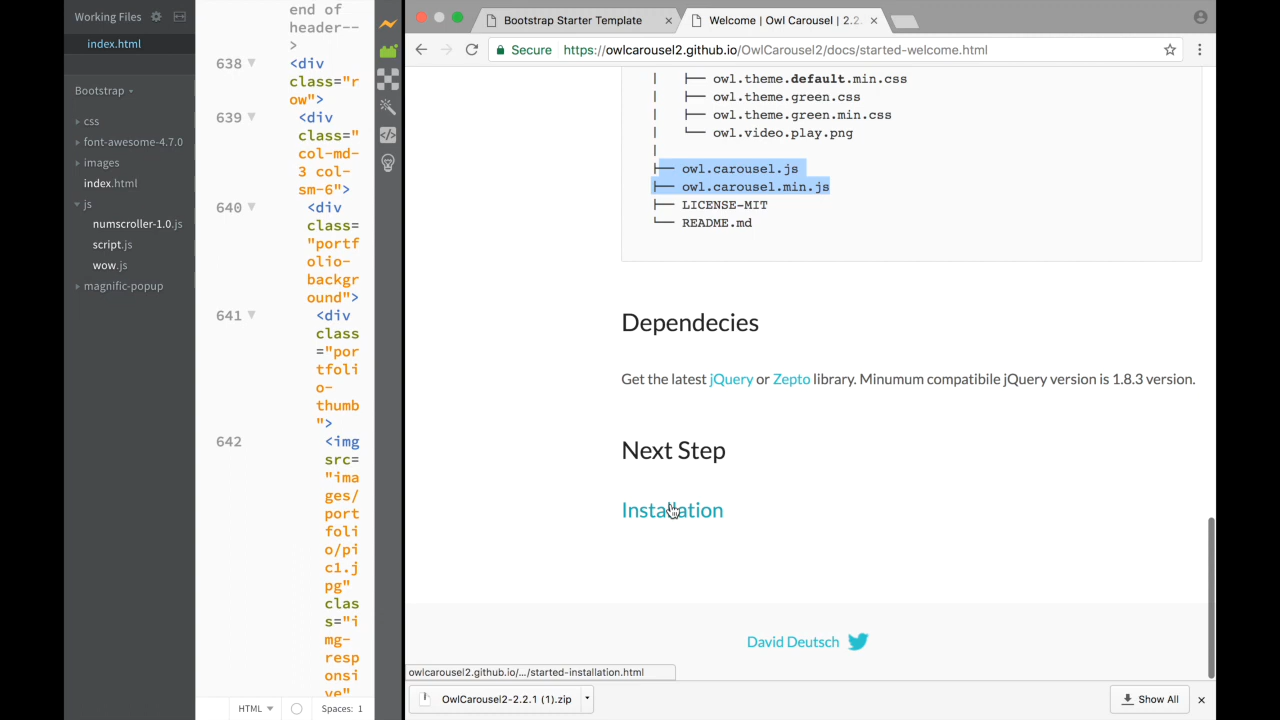 Working Files
index.html
Bootstrap
css
font-awesome-4.7.0
images
index.html
js
numscroller-1.0.js
script.js
wow.js
magnific-popup
end of
header--
>
638
<div
class="r
ow">
639
<div
class="
col-md-
3 col-
sm-6">
640
<div
class=
"portf
olio-
backgr
ound">
641
<div
class
="por
tfoli
o-
thumb
">
642
<img
src=
"ima
ges/
port
foli
o/pi
c1.j
pg"
clas
s="i
mg-
resp
onsi
ve"
HTML
Spaces: 1
Bootstrap Starter Template
Welcome | Owl Carousel | 2.2.
Secure
https://owlcarousel2.github.io/OwlCarousel2/docs/started-welcome.html
│ ├── owl.theme.default.min.css
│ ├── owl.theme.green.css
│ ├── owl.theme.green.min.css
│ └── owl.video.play.png
│
├── owl.carousel.js
├── owl.carousel.min.js
├── LICENSE-MIT
└── README.md
Dependecies
Get the latest jQuery or Zepto library. Minumum compatibile jQuery version is 1.8.3 version.
Next Step
Installation
David Deutsch
owlcarousel2.github.io/.../started-installation.html
OwlCarousel2-2.2.1 (1).zip
Show All